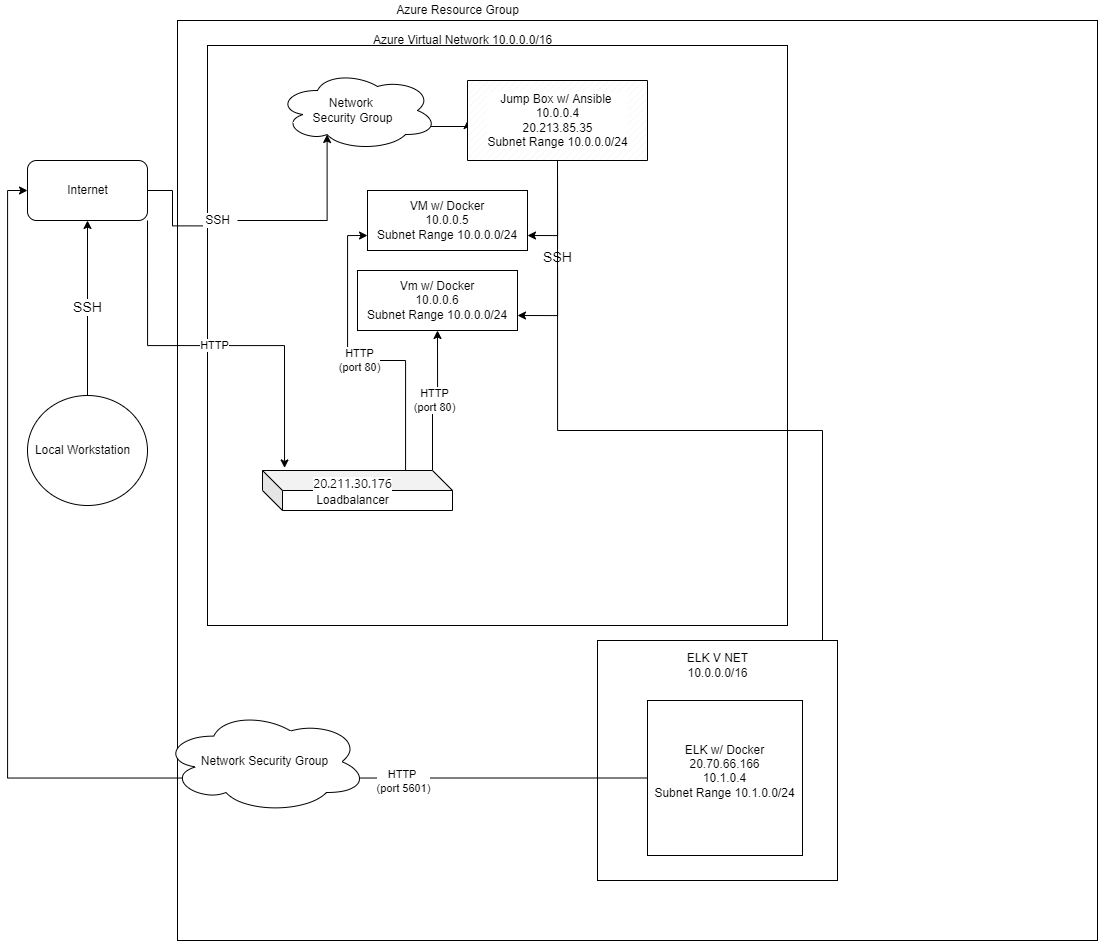 Azure Resource Group
Azure Virtual Network 10.0.0.0/16
Network
Security Group
Jump Box w/ Ansible
10.0.0.4
20.213.85.35
Subnet Range 10.0.0.0/24
Internet
SSH
VM w/ Docker
10.0.0.5
Subnet Range 10.0.0.0/24
SSH
Vm w/ Docker
10.0.0.6
Subnet Range 10.0.0.0/24
SSH
HTTP
HTTP
(port 80)
HTTP
(port 80)
Local Workstation
20.211.30.176
Loadbalancer
ELK V NET
10.0.0.0/16
Network Security Group
HTTP
(port 5601)
ELK w/ Docker
20.70.66.166
10.1.0.4
Subnet Range 10.1.0.0/24